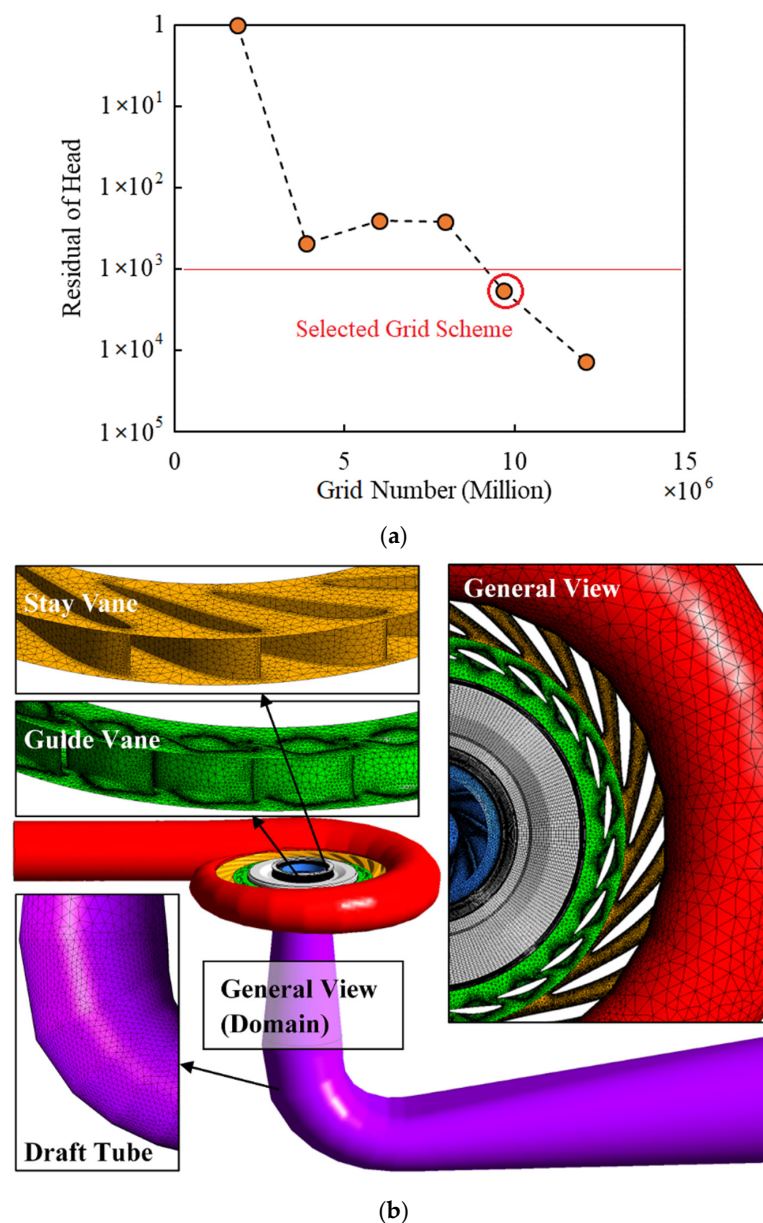 1
1×10¹
1×10²
1×10³
1×10⁴
1×10⁵
Residual of Head
Selected Grid Scheme
0
5
10
15
Grid Number (Million)
×10⁶
(a)
Stay Vane
General View
Guide Vane
General View
(Domain)
Draft Tube
(b)